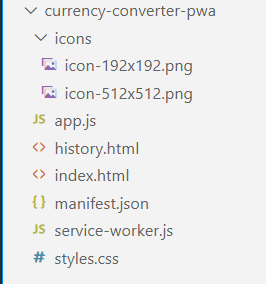 currency-converter-pwa
icons
icon-192x192.png
icon-512x512.png
JS app.js
<> history.html
<> index.html
{ } manifest.json
JS service-worker.js
# styles.css